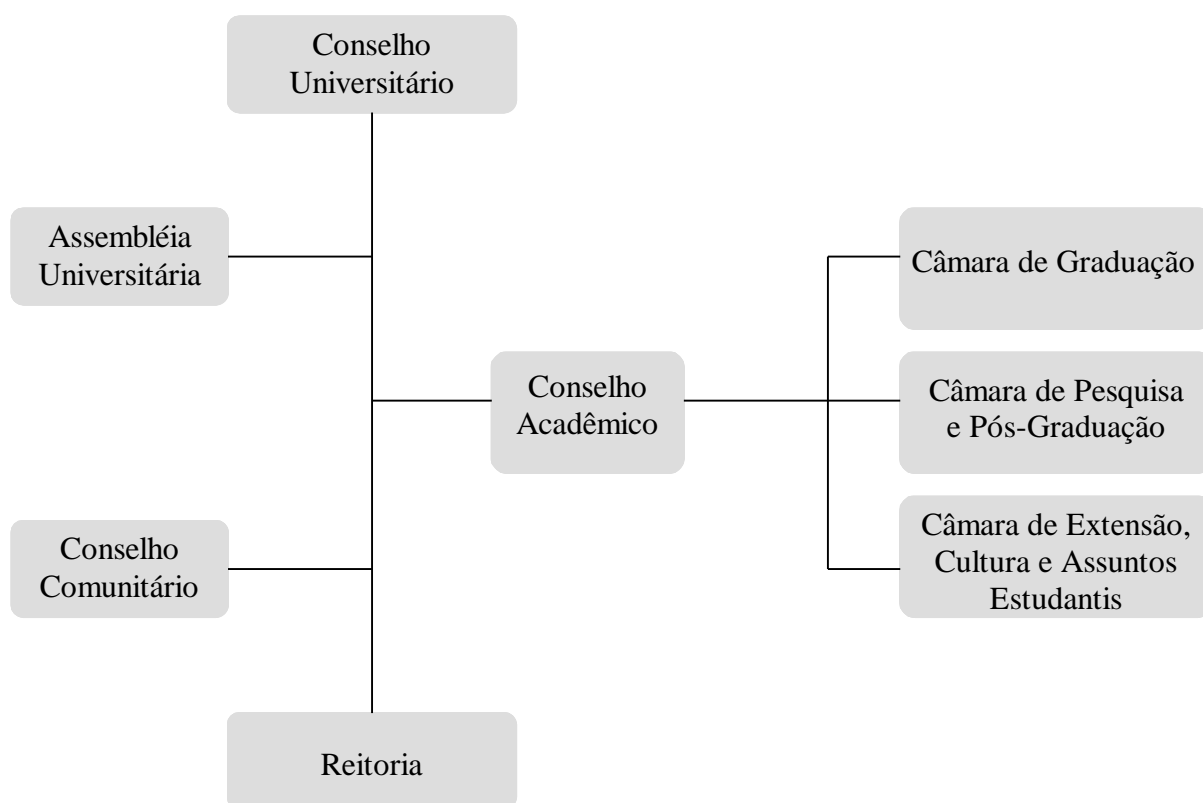 Conselho
Universitário
Assembléia
Universitária
Câmara de Graduação
Conselho
Acadêmico
Câmara de Pesquisa
e Pós-Graduação
Conselho
Comunitário
Câmara de Extensão,
Cultura e Assuntos
Estudantis
Reitoria